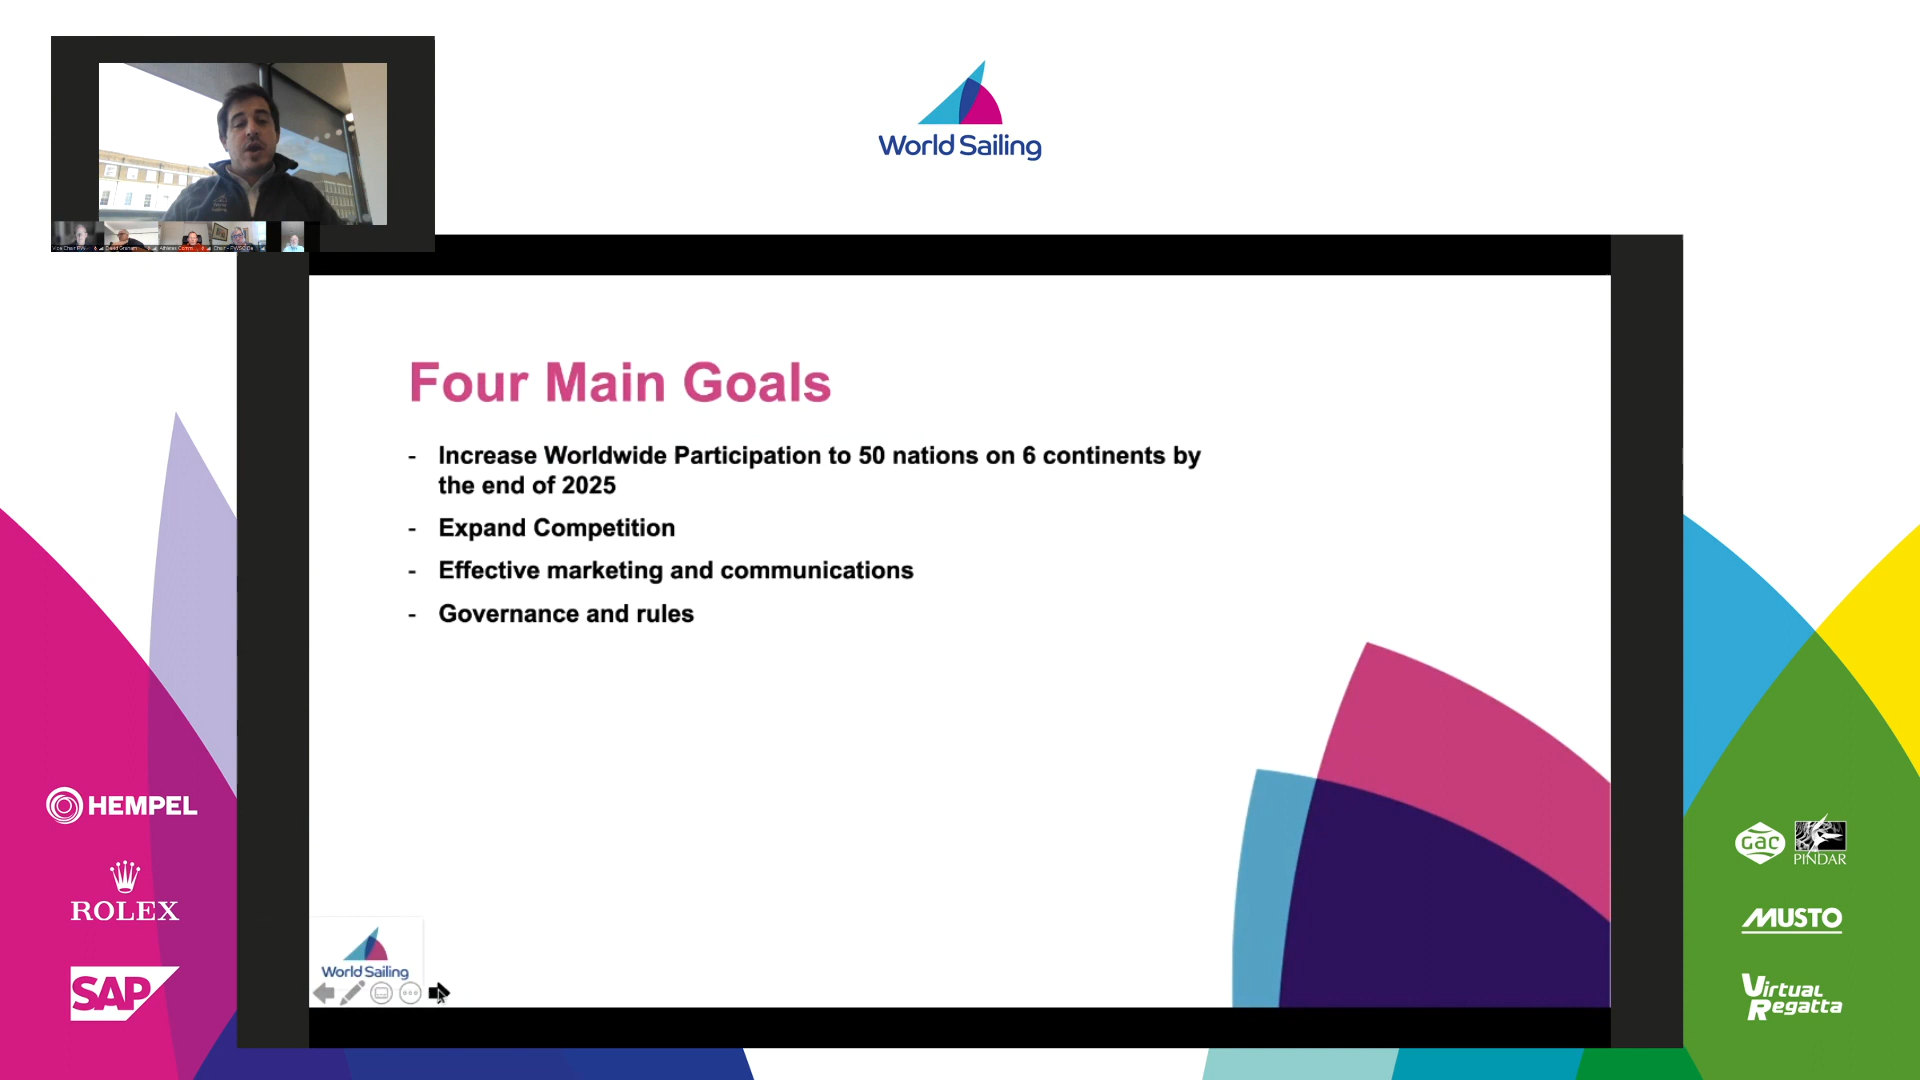 World Sailing
Four Main Goals
- Increase Worldwide Participation to 50 nations on 6 continents by
the end of 2025
- Expand Competition
- Effective marketing and communications
- Governance and rules
World Sailing
HEMPEL
ROLEX
SAP
GAC
PINDAR
MUSTO
Virtual
Regatta